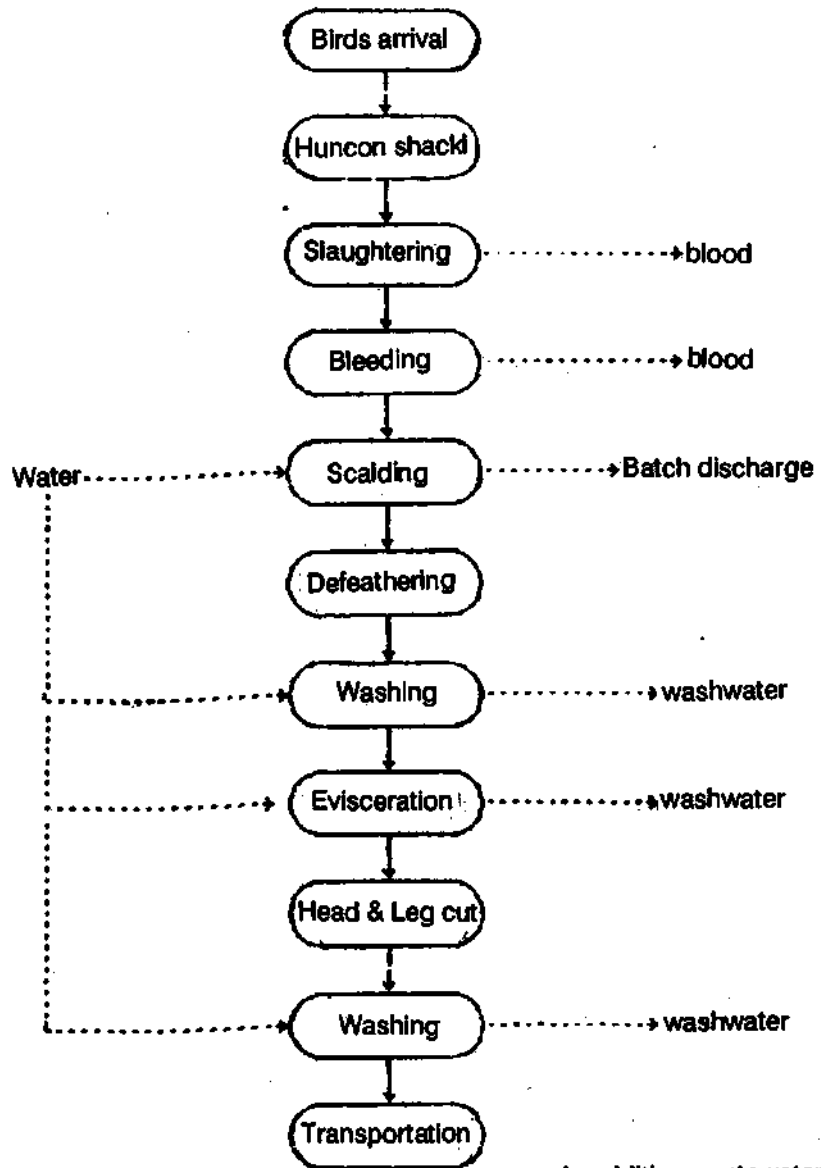 Birds arrival
Huncon shackl
Slaughtering
blood
Bleeding
blood
Water
Scalding
Batch discharge
Defeathering
Washing
washwater
Evisceration
washwater
Head & Leg cut
Washing
washwater
Transportation